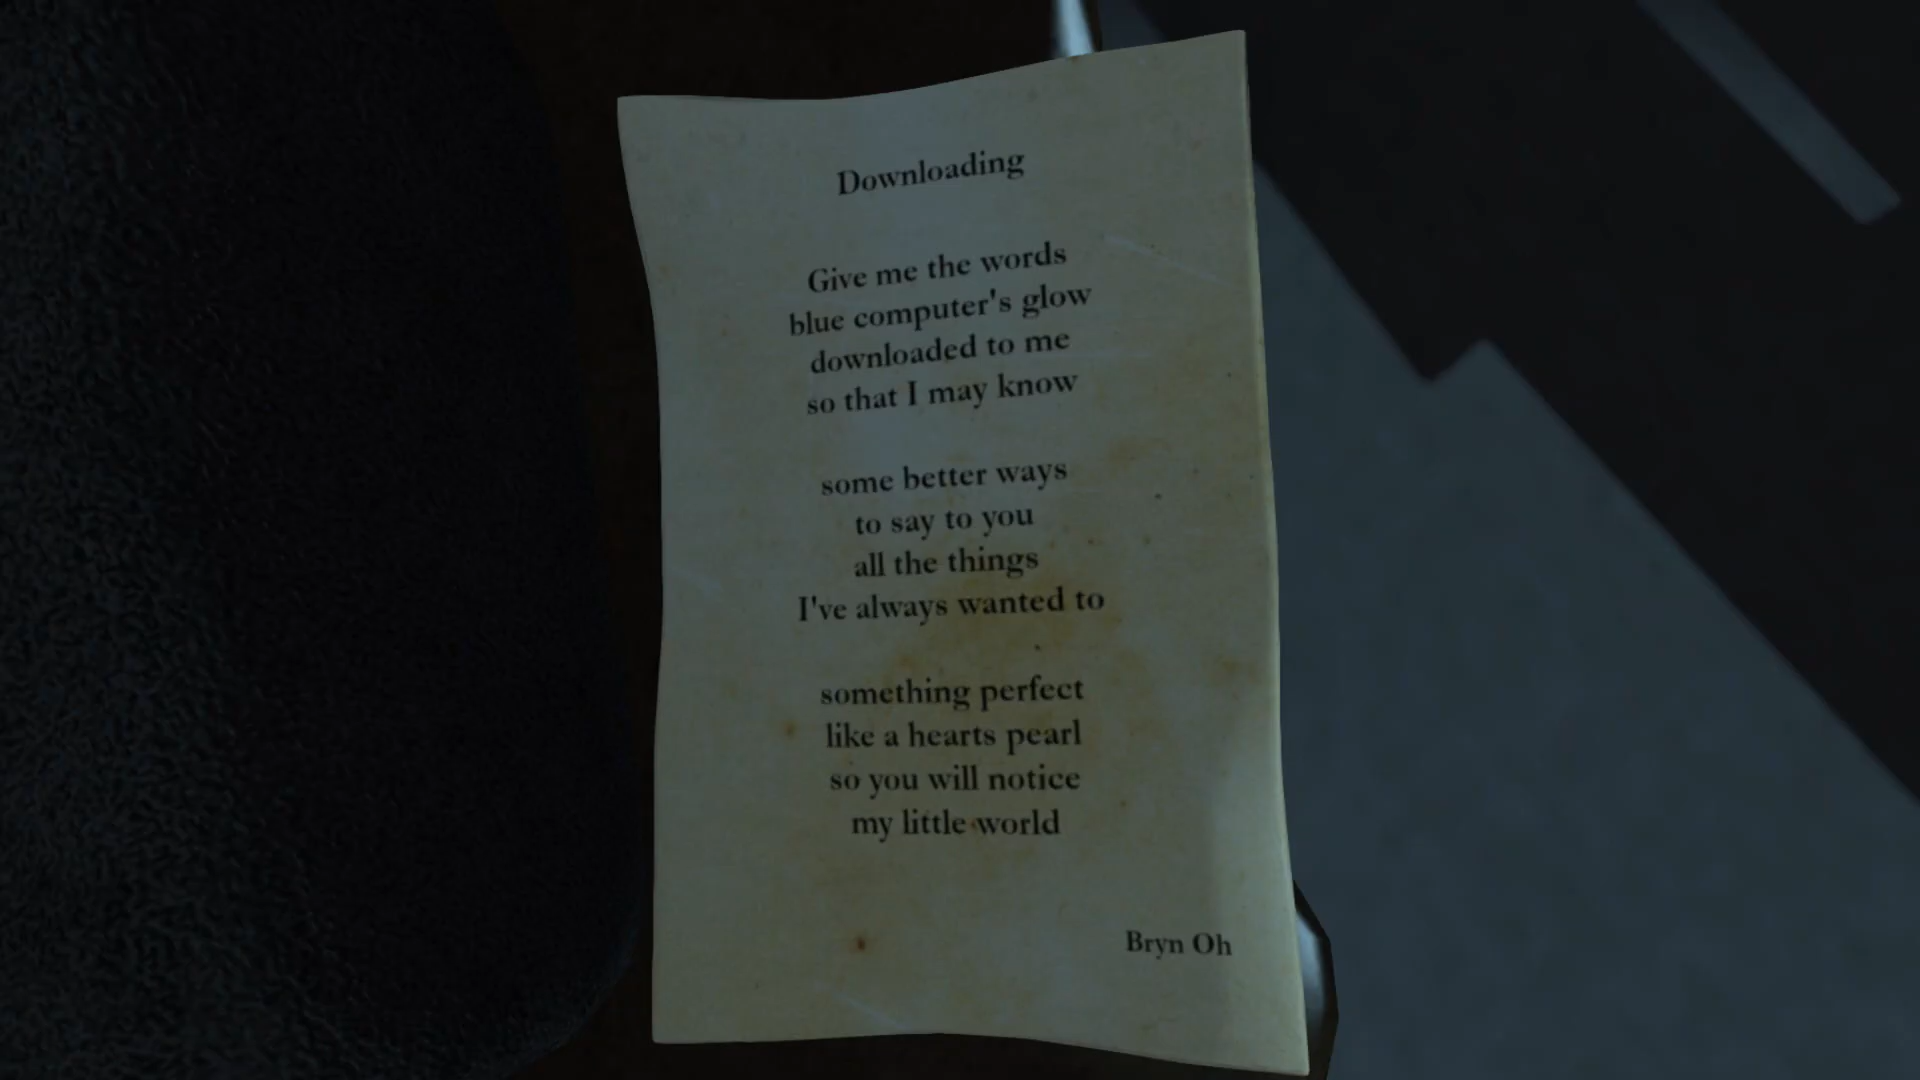 Downloading
Give me the words
blue computer's glow
downloaded to me
so that I may know
some better ways
to say to you
all the things
I've always wanted to
something perfect
like a hearts pearl
so you will notice
my little world
Bryn Oh